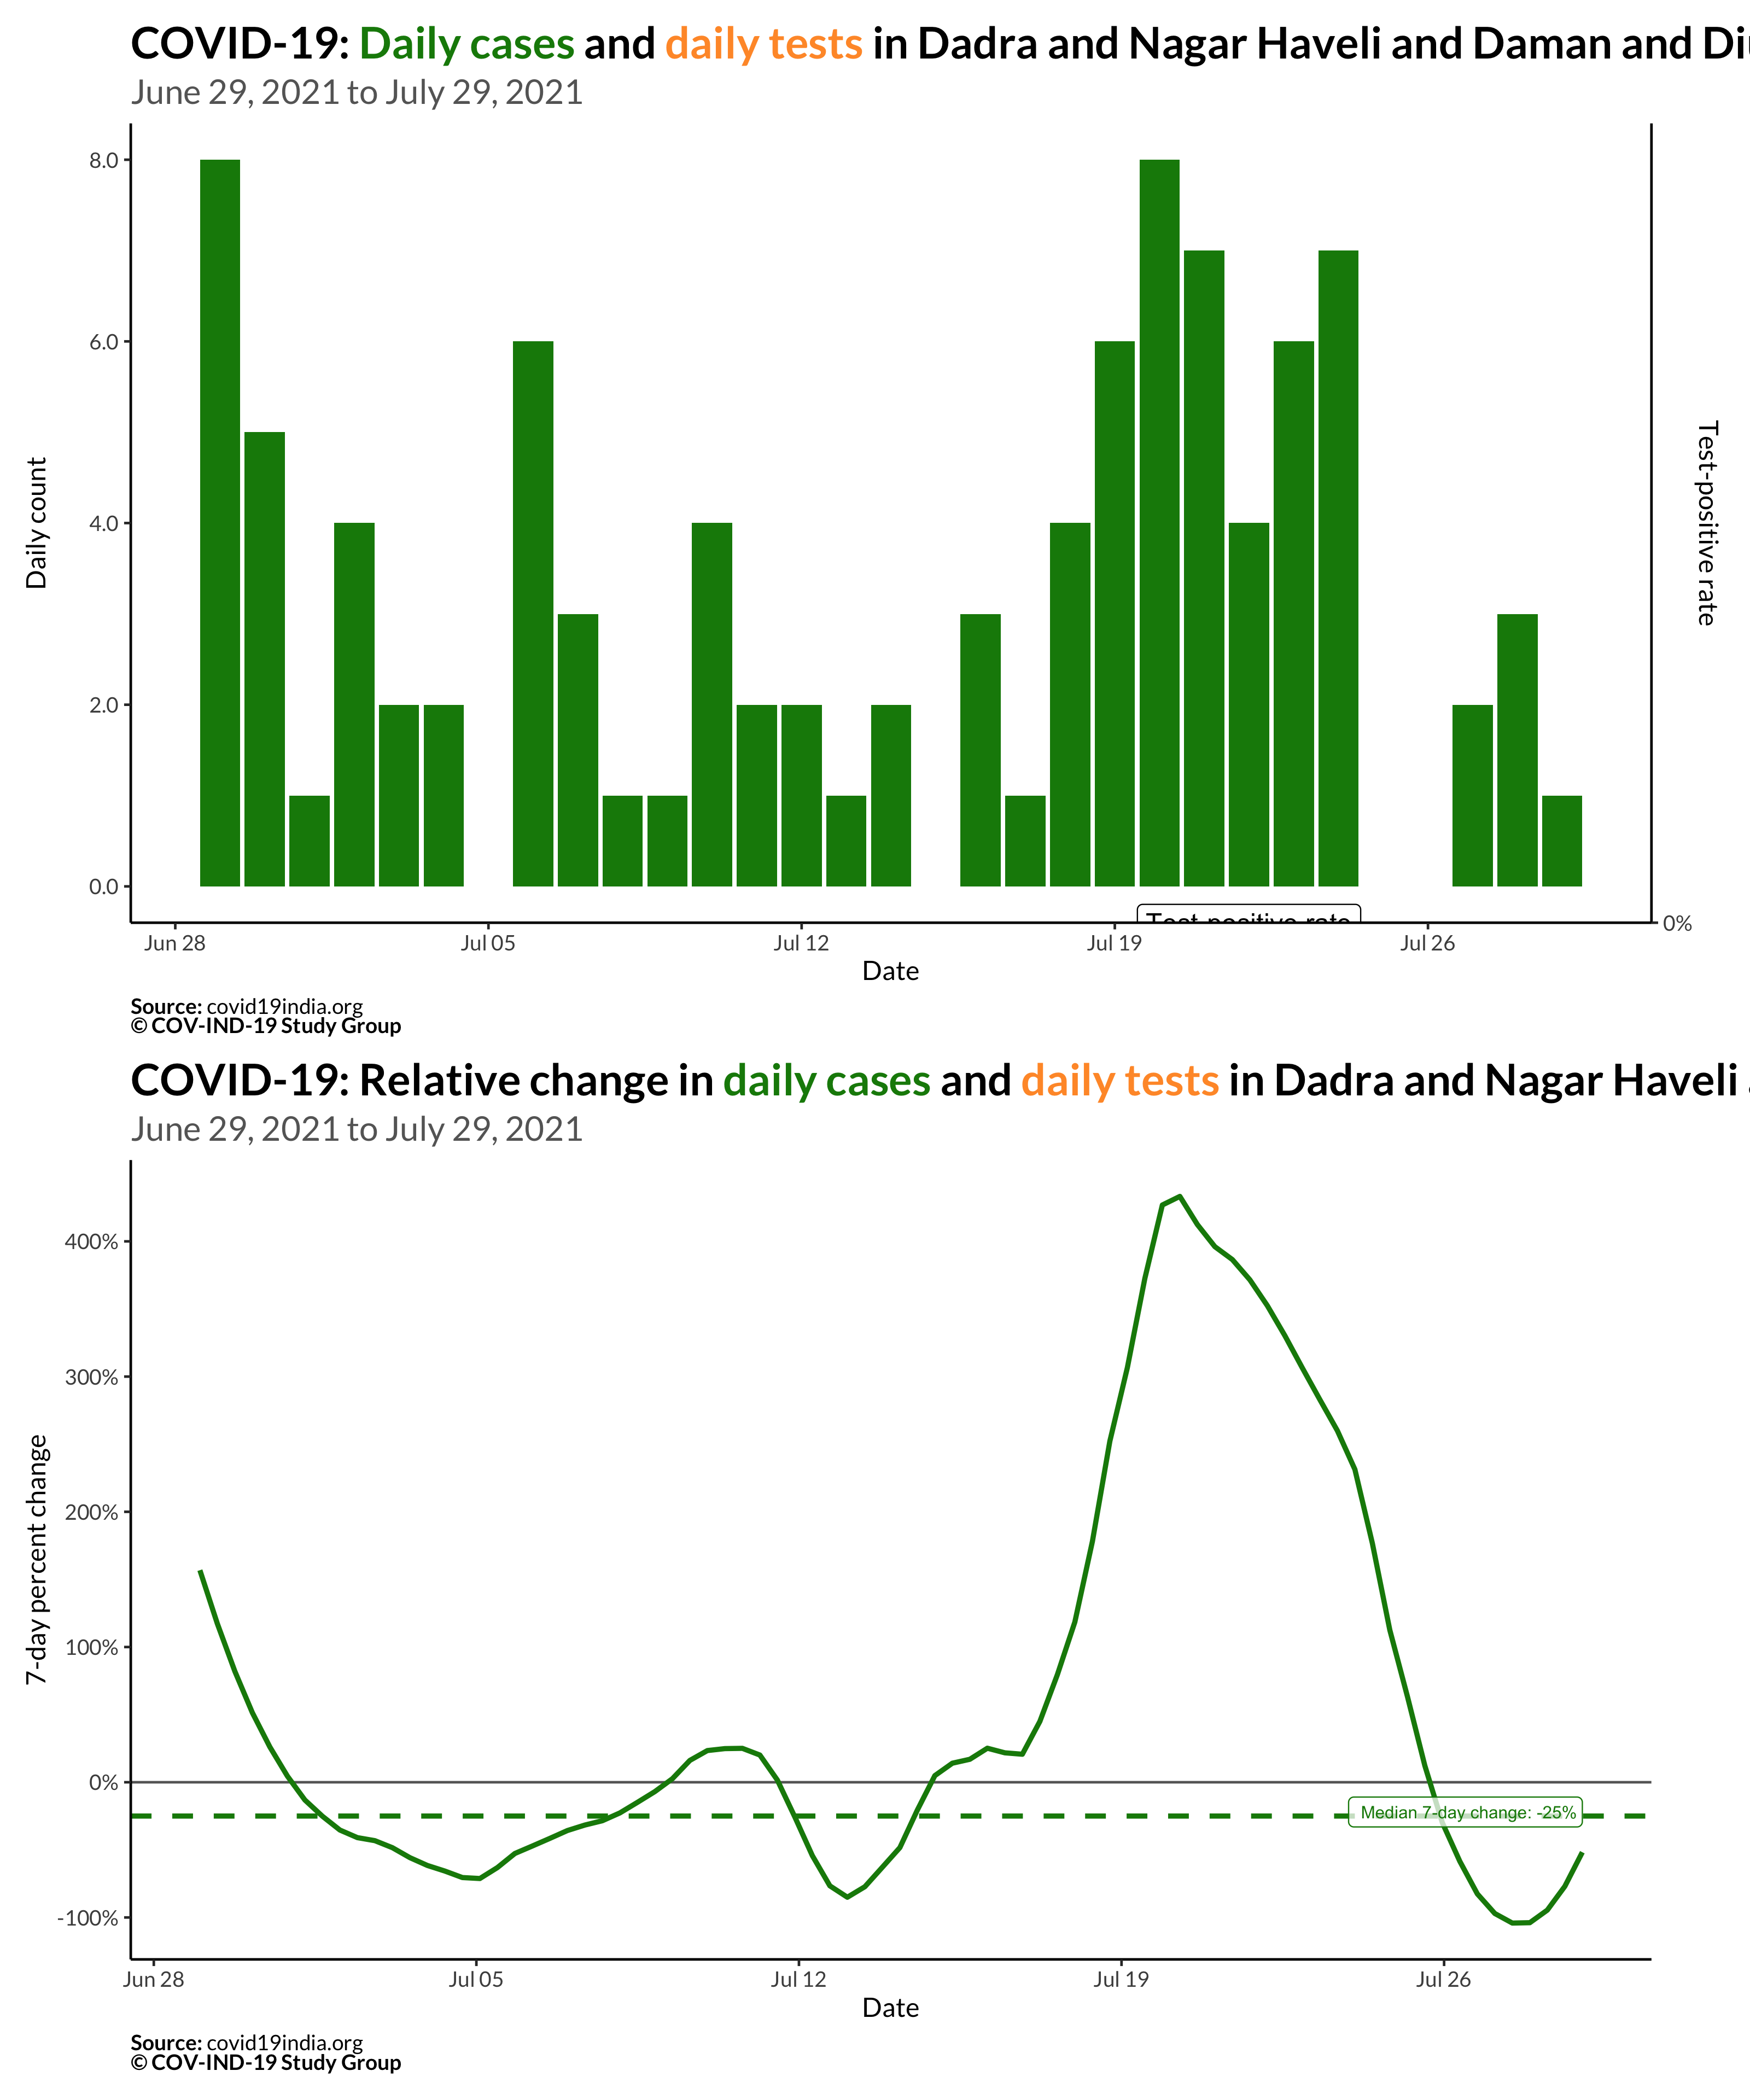 COVID-19: Daily cases and daily tests in Dadra and Nagar Haveli and Daman and
June 29, 2021 to July 29, 2021
8.0
6.0
4.0
2.0
0.0
Daily count
Test-positive rate
Test-positive rate
0%
Jun 28 Jul 05 Jul 12 Jul 19 Jul 26
Date
Source: covid19india.org
© COV-IND-19 Study Group
COVID-19: Relative change in daily cases and daily tests in Dadra and Nagar Haveli
June 29, 2021 to July 29, 2021
400%
300%
200%
100%
0%
-100%
7-day percent change
Median 7-day change: -25%
Jun 28 Jul 05 Jul 12 Jul 19 Jul 26
Date
Source: covid19india.org
© COV-IND-19 Study Group